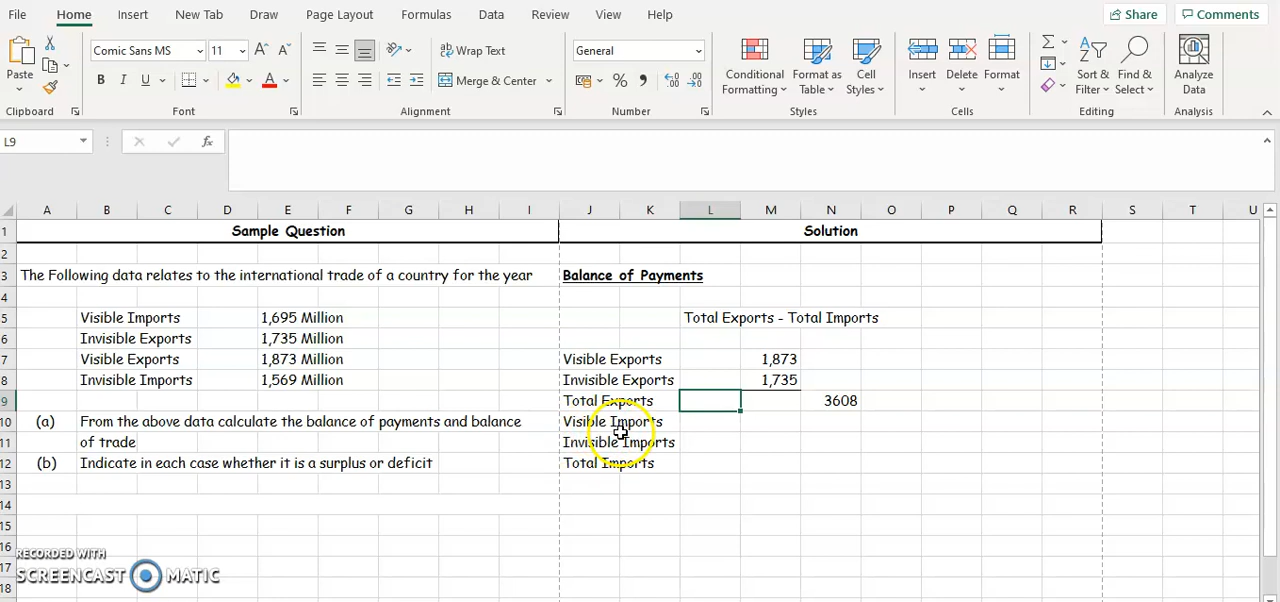 File Home Insert New Tab Draw Page Layout Formulas Data Review View Help Share Comments
Paste
Comic Sans MS 11
B I U
A
Wrap Text
Merge & Center
General
%
Conditional Formatting
Format as Table
Cell Styles
Insert
Delete
Format
Sort & Filter
Find & Select
Analyze Data
Clipboard Font Alignment Number Styles Cells Editing Analysis
L9 fx
A B C D E F G H I J K L M N O P Q R S T U
1 Sample Question Solution
2
3 The Following data relates to the international trade of a country for the year Balance of Payments
4
5 Visible Imports 1,695 Million Total Exports - Total Imports
6 Invisible Exports 1,735 Million
7 Visible Exports 1,873 Million Visible Exports 1,873
8 Invisible Imports 1,569 Million Invisible Exports 1,735
9 Total Exports 3608
10 (a) From the above data calculate the balance of payments and balance Visible Imports
11 of trade Invisible Imports
12 (b) Indicate in each case whether it is a surplus or deficit Total Imports
13
14
15
16
17
18
RECORDED WITH
SCREENCAST MATIC